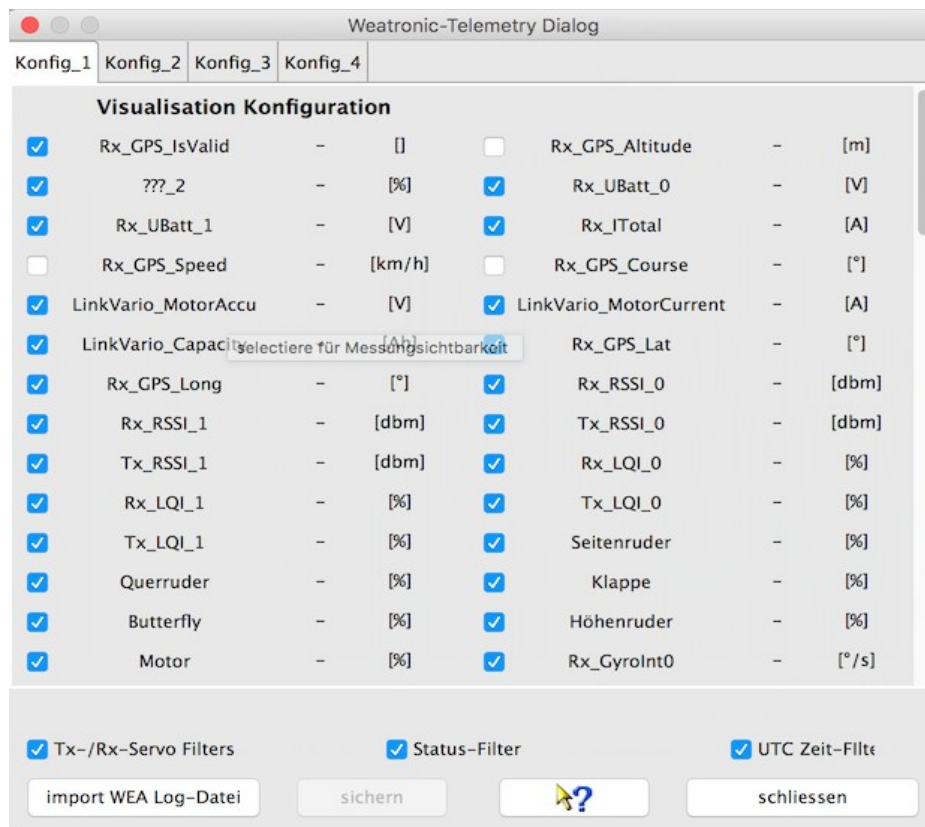 Weatronic-Telemetry Dialog
Konfig_1 Konfig_2 Konfig_3 Konfig_4
Visualisation Konfiguration
Rx_GPS_IsValid - [] Rx_GPS_Altitude - [m]
???_2 - [%] Rx_UBatt_0 - [V]
Rx_UBatt_1 - [V] Rx_ITotal - [A]
Rx_GPS_Speed - [km/h] Rx_GPS_Course - [°]
LinkVario_MotorAccu - [V] LinkVario_MotorCurrent - [A]
LinkVario_Capacity - [Ah] Rx_GPS_Lat - [°]
selectiere für Messungsichtbarkeit
Rx_GPS_Long - [°] Rx_RSSI_0 - [dbm]
Rx_RSSI_1 - [dbm] Tx_RSSI_0 - [dbm]
Tx_RSSI_1 - [dbm] Rx_LQI_0 - [%]
Rx_LQI_1 - [%] Tx_LQI_0 - [%]
Tx_LQI_1 - [%] Seitenruder - [%]
Querruder - [%] Klappe - [%]
Butterfly - [%] Höhenruder - [%]
Motor - [%] Rx_GyroInt0 - [°/s]
Tx-/Rx-Servo Filters Status-Filter UTC Zeit-FIlte
import WEA Log-Datei sichern ? schliessen